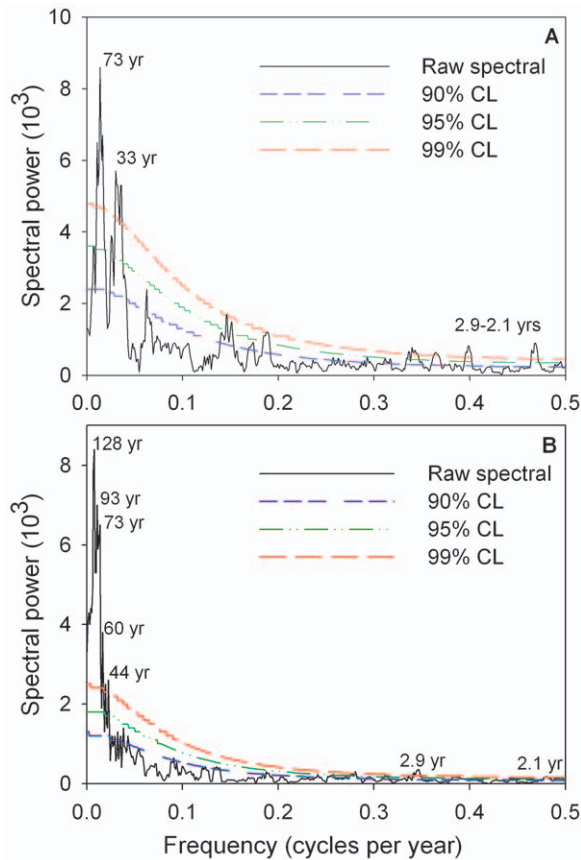 A
73 yr
33 yr
2.9-2.1 yrs
Raw spectral
90% CL
95% CL
99% CL
Spectral power (10³)
10
8
6
4
2
0
0.0 0.1 0.2 0.3 0.4 0.5
B
128 yr
93 yr
73 yr
60 yr
44 yr
2.9 yr
2.1 yr
Raw spectral
90% CL
95% CL
99% CL
Spectral power (10³)
8
6
4
2
0
0.0 0.1 0.2 0.3 0.4 0.5
Frequency (cycles per year)